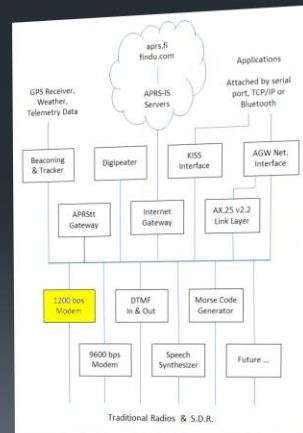 aprs.fi
findu.com
APRS-IS
Servers
GPS Receiver,
Weather,
Telemetry Data
Applications
Attached by serial
port, TCP/IP or
Bluetooth
Beaconing
& Tracker
Digipeater
KISS
Interface
AGW Net.
Interface
APRStt
Gateway
Internet
Gateway
AX.25 v2.2
Link Layer
1200 bps
Modem
DTMF
In & Out
Morse Code
Generator
9600 bps
Modem
Speech
Synthesizer
Future ...
Traditional Radios & S.D.R.